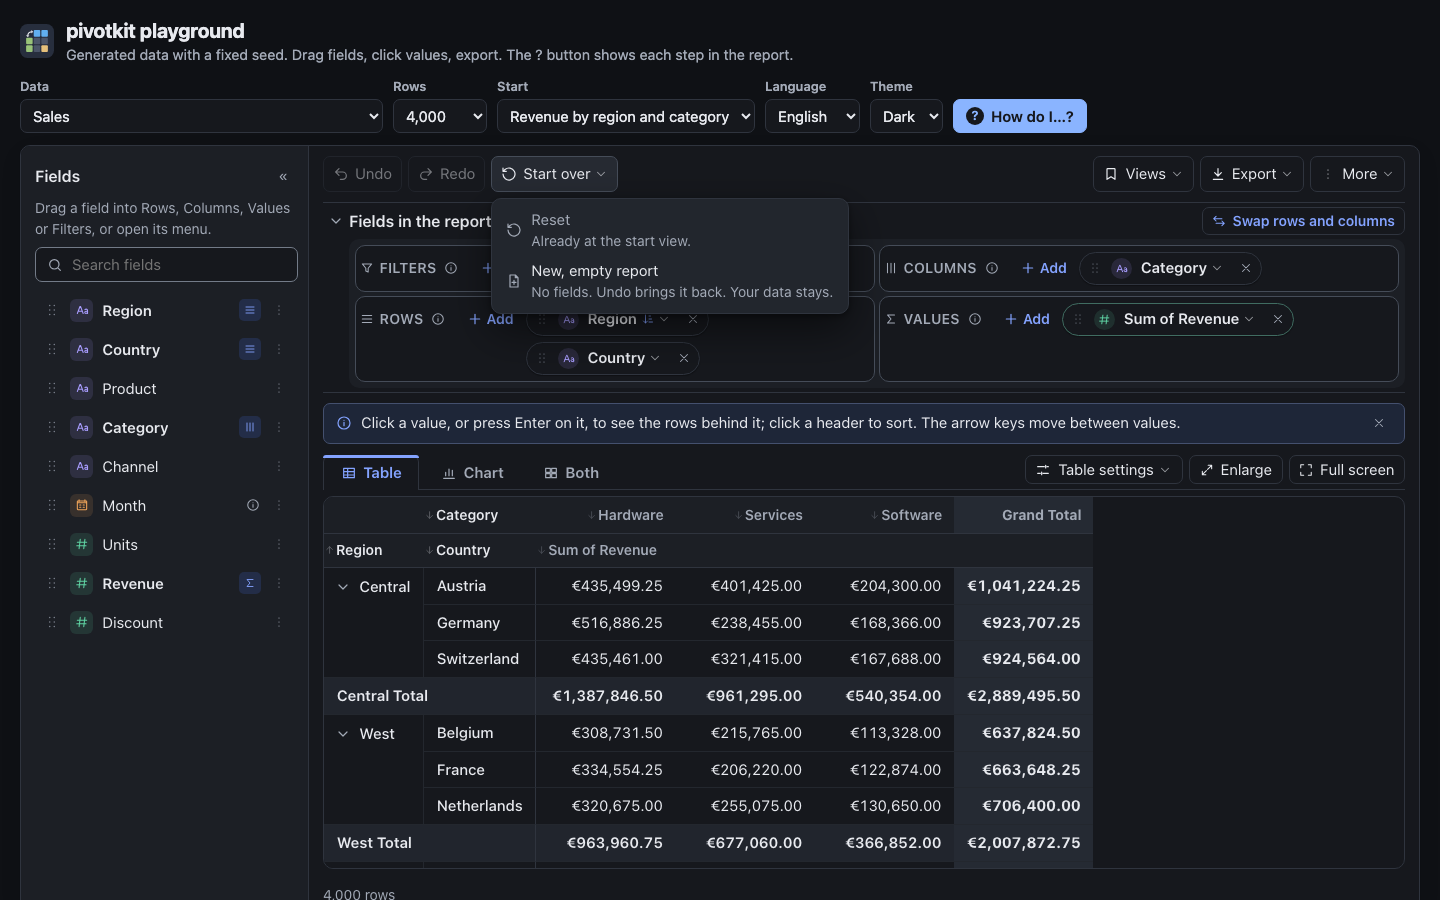 pivotkit playground
Generated data with a fixed seed. Drag fields, click values, export. The ? button shows each step in the report.
Data Rows Start Language Theme
Sales 4,000 Revenue by region and category English Dark ? How do I...?
Fields «
Drag a field into Rows, Columns, Values
or Filters, or open its menu.
Search fields
Aa Region
Aa Country
Aa Product
Aa Category
Aa Channel
Month
# Units
# Revenue Σ
# Discount
Undo Redo Start over Views Export More
Reset
Already at the start view.
New, empty report
No fields. Undo brings it back. Your data stays.
Fields in the report Swap rows and columns
FILTERS
COLUMNS + Add Aa Category ×
ROWS + Add Aa Region ×
Aa Country ×
Σ VALUES + Add # Sum of Revenue ×
Click a value, or press Enter on it, to see the rows behind it; click a header to sort. The arrow keys move between values. ×
Table Chart Both Table settings Enlarge Full screen
↓ Category ↓ Hardware ↓ Services ↓ Software Grand Total
↑ Region ↓ Country ↓ Sum of Revenue
Central Austria €435,499.25 €401,425.00 €204,300.00 €1,041,224.25
Germany €516,886.25 €238,455.00 €168,366.00 €923,707.25
Switzerland €435,461.00 €321,415.00 €167,688.00 €924,564.00
Central Total €1,387,846.50 €961,295.00 €540,354.00 €2,889,495.50
West Belgium €308,731.50 €215,765.00 €113,328.00 €637,824.50
France €334,554.25 €206,220.00 €122,874.00 €663,648.25
Netherlands €320,675.00 €255,075.00 €130,650.00 €706,400.00
West Total €963,960.75 €677,060.00 €366,852.00 €2,007,872.75
4,000 rows